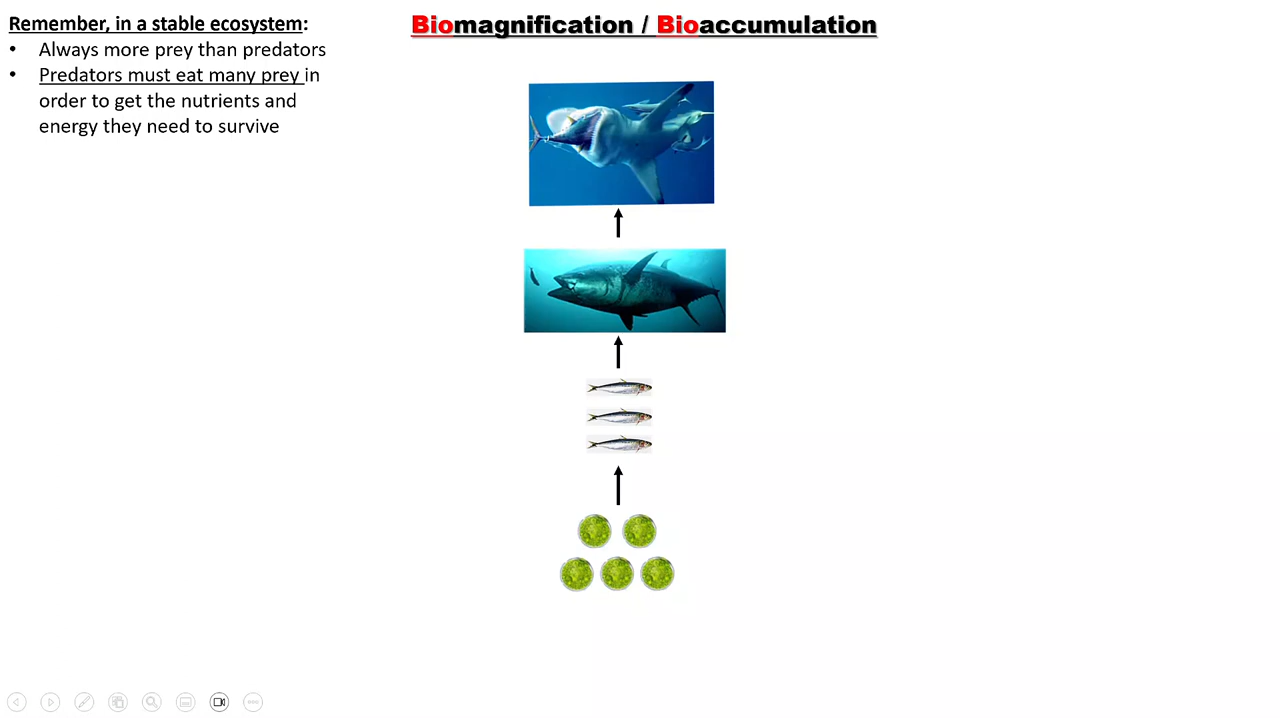 Remember, in a stable ecosystem:
• Always more prey than predators
• Predators must eat many prey in
order to get the nutrients and
energy they need to survive
Biomagnification / Bioaccumulation